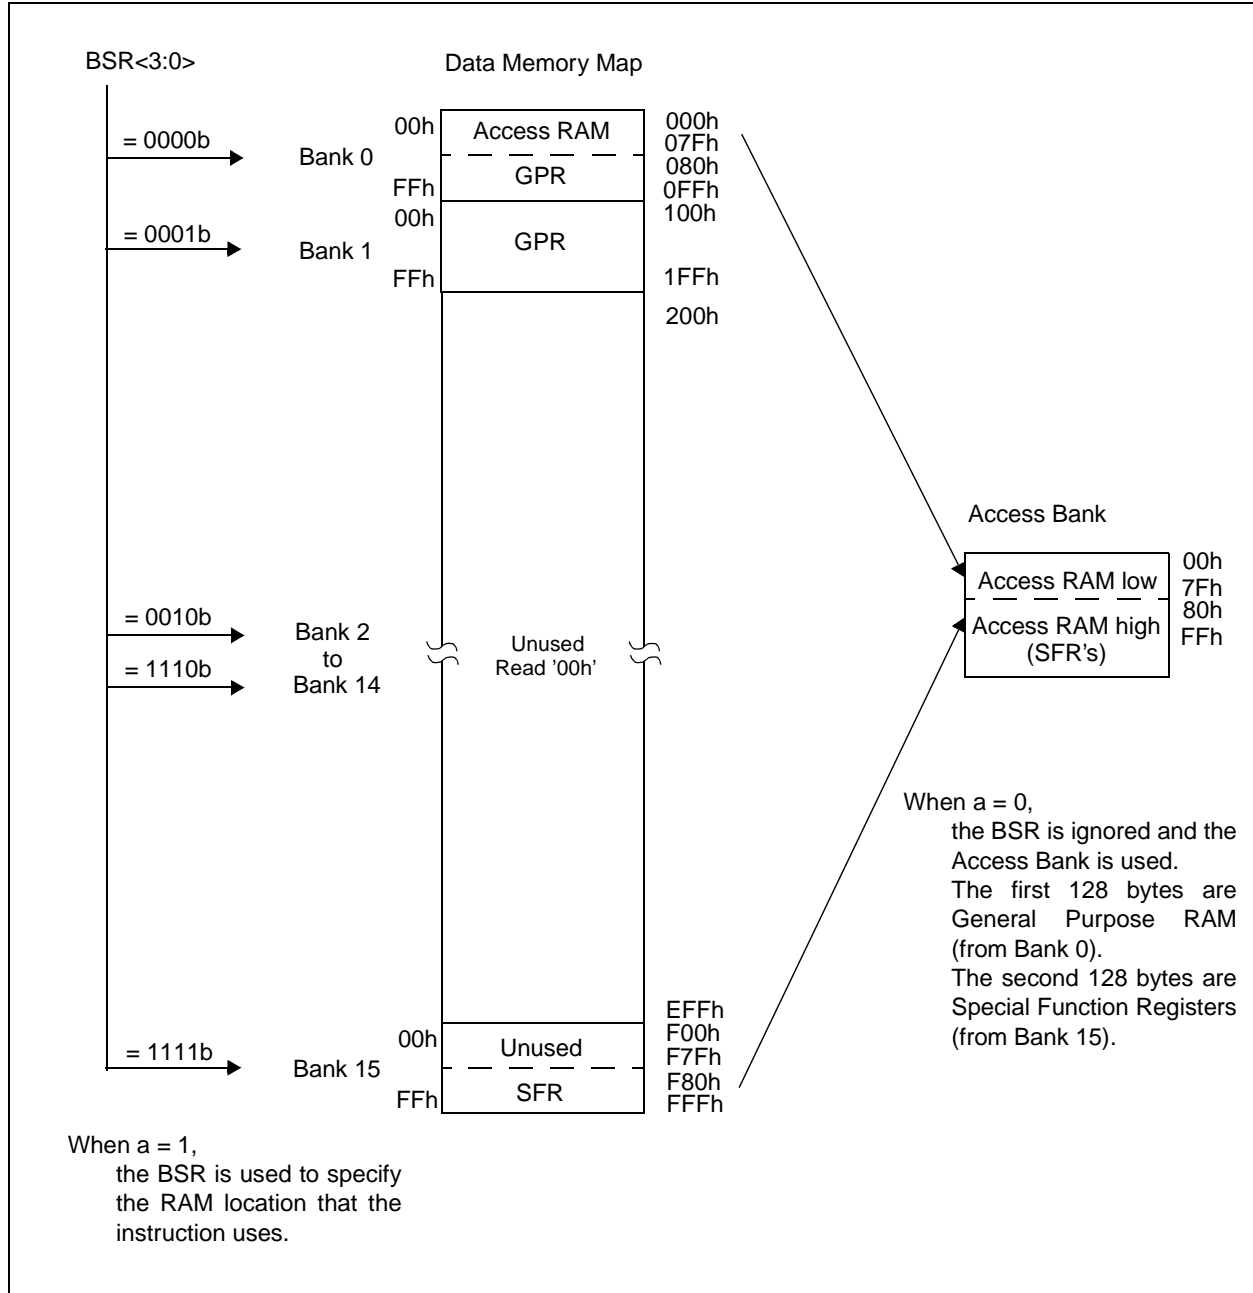 BSR<3:0>
Data Memory Map
= 0000b
Bank 0
00h
Access RAM
000h
07Fh
FFh
GPR
080h
0FFh
= 0001b
Bank 1
00h
GPR
100h
FFh
1FFh
200h
= 0010b
= 1110b
Bank 2
to
Bank 14
Unused
Read '00h'
EFFh
= 1111b
Bank 15
00h
Unused
F00h
F7Fh
FFh
SFR
F80h
FFFh
When a = 1,
the BSR is used to specify
the RAM location that the
instruction uses.
Access Bank
Access RAM low
00h
7Fh
Access RAM high
(SFR's)
80h
FFh
When a = 0,
the BSR is ignored and the
Access Bank is used.
The first 128 bytes are
General Purpose RAM
(from Bank 0).
The second 128 bytes are
Special Function Registers
(from Bank 15).